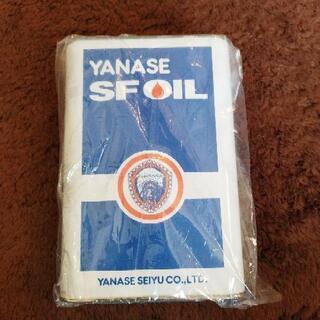 YANASE
SF OIL
YANASE SEIYU CO.,LTD.